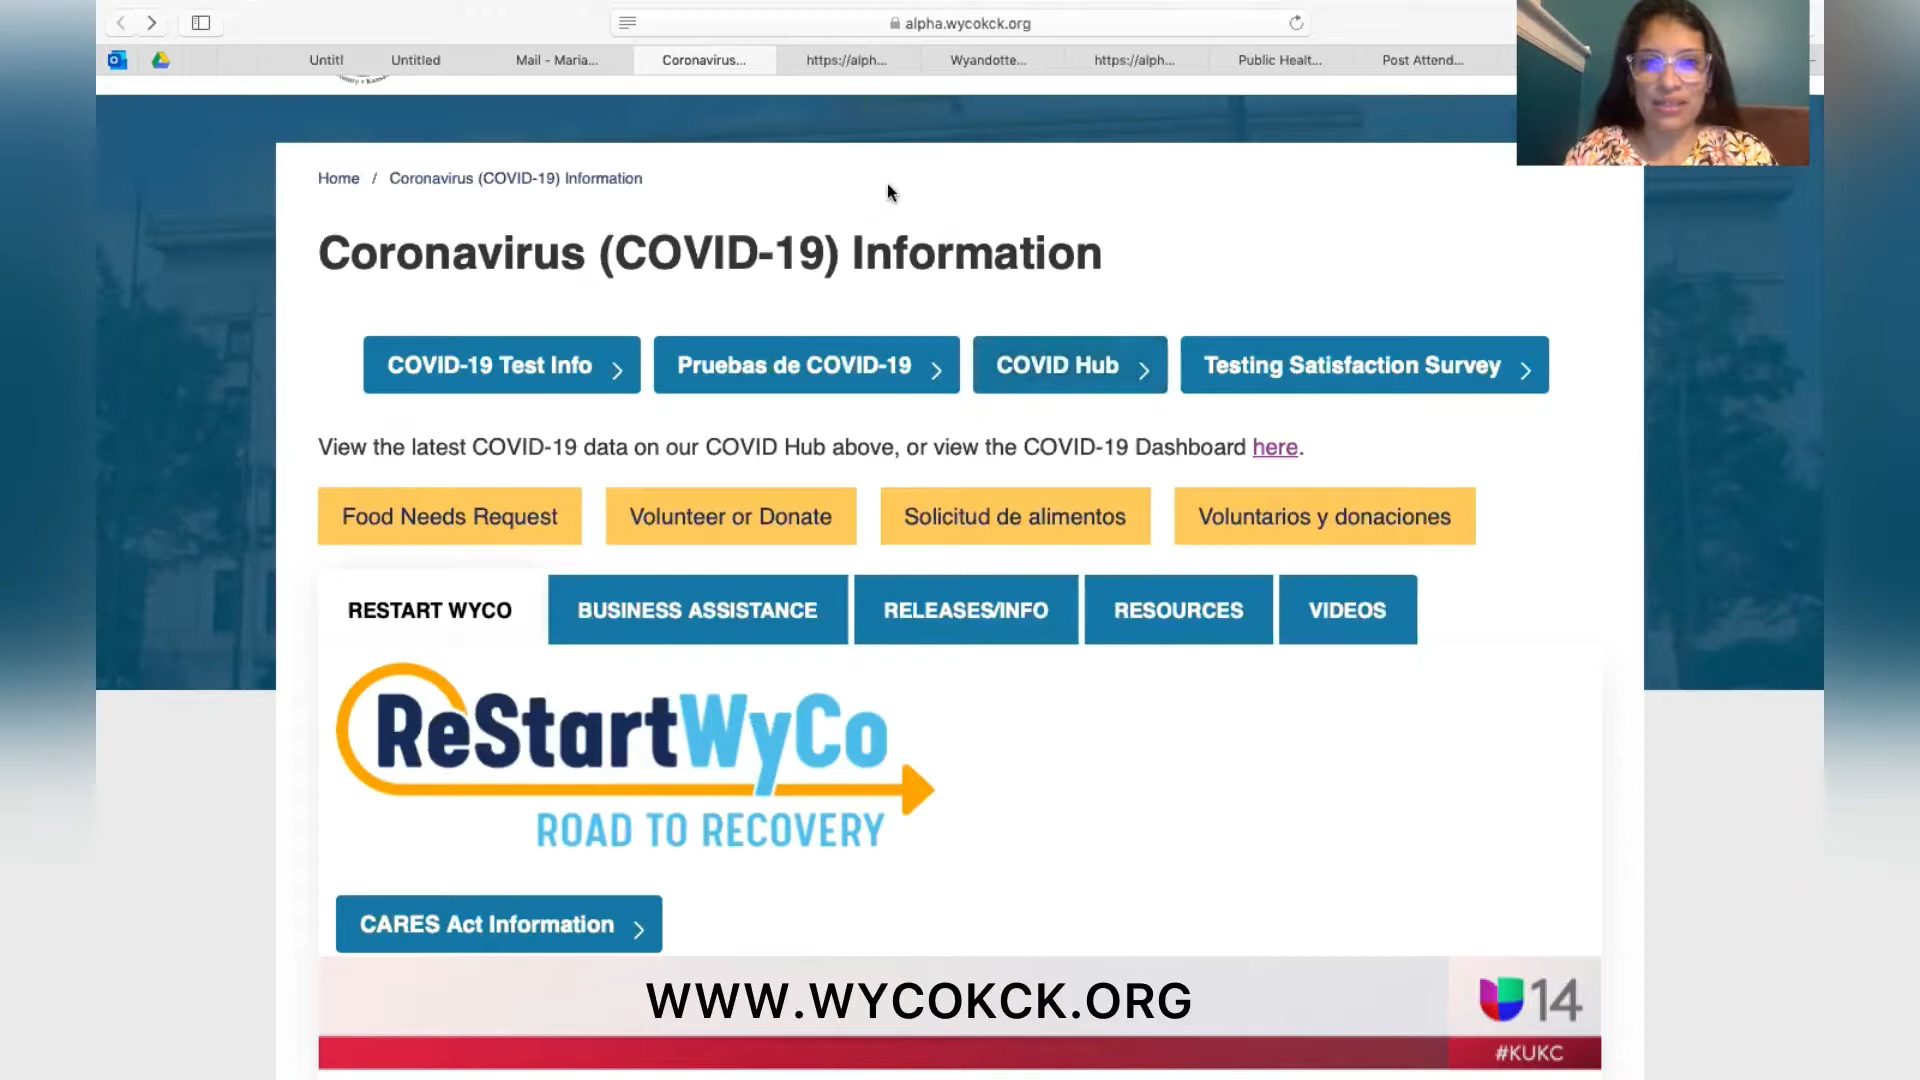 alpha.wycokck.org
Untitl
Untitled
Mail - Maria...
Coronavirus...
https://alph...
Wyandotte...
https://alph...
Public Healt...
Post Attend...
Home / Coronavirus (COVID-19) Information
Coronavirus (COVID-19) Information
COVID-19 Test Info
Pruebas de COVID-19
COVID Hub
Testing Satisfaction Survey
View the latest COVID-19 data on our COVID Hub above, or view the COVID-19 Dashboard here.
Food Needs Request
Volunteer or Donate
Solicitud de alimentos
Voluntarios y donaciones
RESTART WYCO
BUSINESS ASSISTANCE
RELEASES/INFO
RESOURCES
VIDEOS
ReStartWyCo
ROAD TO RECOVERY
CARES Act Information
WWW.WYCOKCK.ORG
14
#KUKC